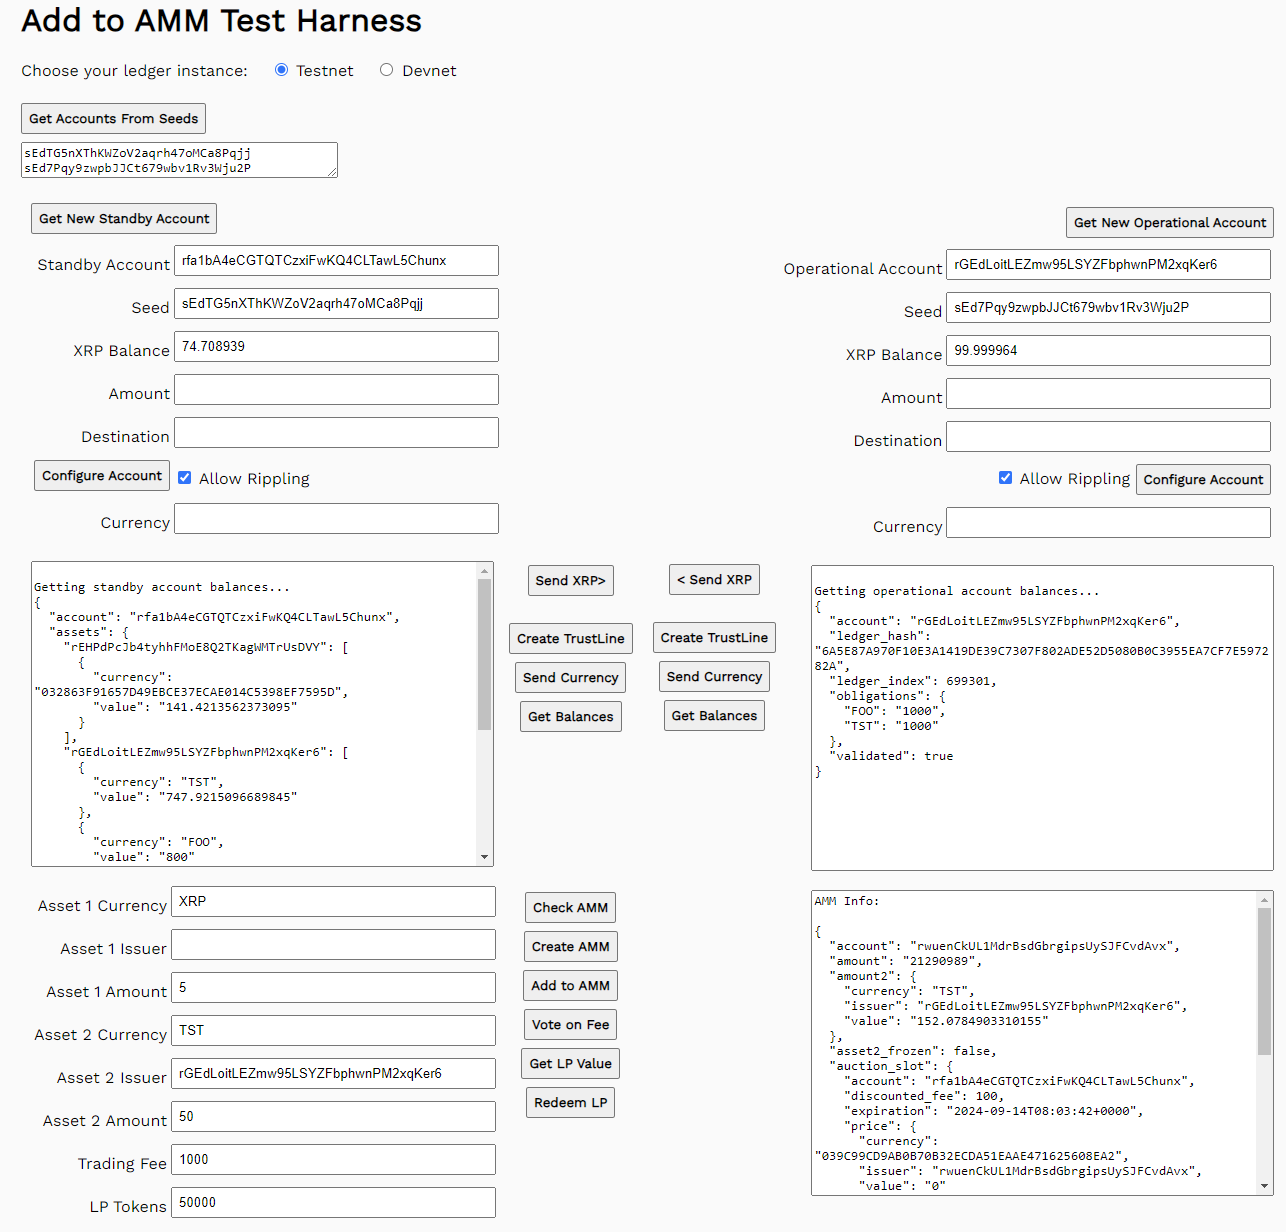 Add to AMM Test Harness
Choose your ledger instance: Testnet Devnet
Get Accounts From Seeds
sEdTG5nXThKWZoV2aqrh47oMCa8Pqjj
sEd7Pqy9zwpbJJCt679wbv1Rv3Wju2P
Get New Standby Account
Standby Account rfa1bA4eCGTQTCzxiFwKQ4CLTawL5Chunx
Seed sEdTG5nXThKWZoV2aqrh47oMCa8Pqjj
XRP Balance 74.708939
Amount
Destination
Configure Account Allow Rippling
Currency
Get New Operational Account
Operational Account rGEdLoitLEZmw95LSYZFbphwnPM2xqKer6
Seed sEd7Pqy9zwpbJJCt679wbv1Rv3Wju2P
XRP Balance 99.999964
Amount
Destination
Allow Rippling Configure Account
Currency
Getting standby account balances...
{
"account": "rfa1bA4eCGTQTCzxiFwKQ4CLTawL5Chunx",
"assets": {
"rEHPdPcJb4tyhhFMoE8Q2TKagWMTrUsDVY": [
{
"currency":
"032863F91657D49EBCE37ECAE014C5398EF7595D",
"value": "141.4213562373095"
}
],
"rGEdLoitLEZmw95LSYZFbphwnPM2xqKer6": [
{
"currency": "TST",
"value": "747.9215096689845"
},
{
"currency": "FOO",
"value": "800"
Send XRP>
Create TrustLine
Send Currency
Get Balances
< Send XRP
Create TrustLine
Send Currency
Get Balances
Getting operational account balances...
{
"account": "rGEdLoitLEZmw95LSYZFbphwnPM2xqKer6",
"ledger_hash":
"6A5E87A970F10E3A1419DE39C7307F802ADE52D5080B0C3955EA7CF7E5972
82A",
"ledger_index": 699301,
"obligations": {
"FOO": "1000",
"TST": "1000"
},
"validated": true
}
Asset 1 Currency XRP
Asset 1 Issuer
Asset 1 Amount 5
Asset 2 Currency TST
Asset 2 Issuer rGEdLoitLEZmw95LSYZFbphwnPM2xqKer6
Asset 2 Amount 50
Trading Fee 1000
LP Tokens 50000
Check AMM
Create AMM
Add to AMM
Vote on Fee
Get LP Value
Redeem LP
AMM Info:
{
"account": "rwuenCkUL1MdrBsdGbrgipsUySJFCvdAvx",
"amount": "21290989",
"amount2": {
"currency": "TST",
"issuer": "rGEdLoitLEZmw95LSYZFbphwnPM2xqKer6",
"value": "152.0784903310155"
},
"asset2_frozen": false,
"auction_slot": {
"account": "rfa1bA4eCGTQTCzxiFwKQ4CLTawL5Chunx",
"discounted_fee": 100,
"expiration": "2024-09-14T08:03:42+0000",
"price": {
"currency":
"039C99CD9AB0B70B32ECDA51EAAE471625608EA2",
"issuer": "rwuenCkUL1MdrBsdGbrgipsUySJFCvdAvx",
"value": "0"